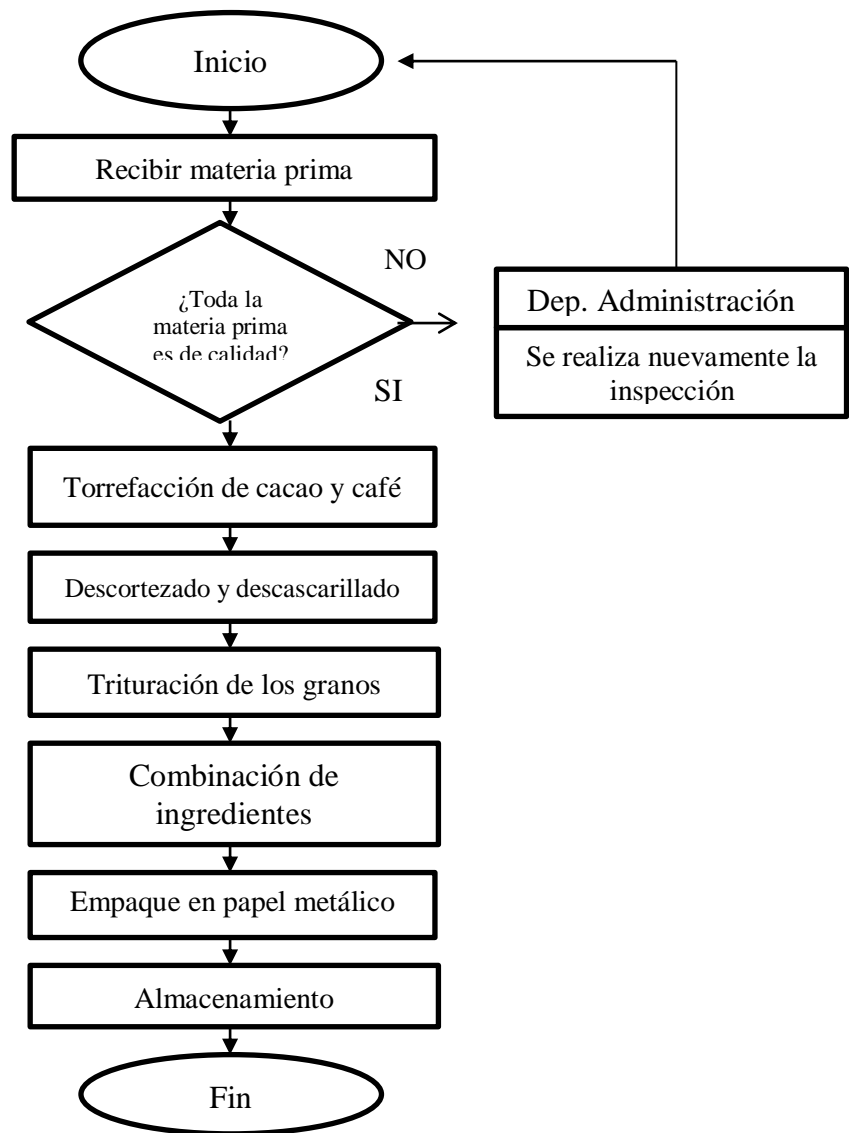 Inicio
Recibir materia prima
NO
¿Toda la
materia prima
es de calidad?
SI
Dep. Administración
Se realiza nuevamente la
inspección
Torrefacción de cacao y café
Descortezado y descascarillado
Trituración de los granos
Combinación de
ingredientes
Empaque en papel metálico
Almacenamiento
Fin